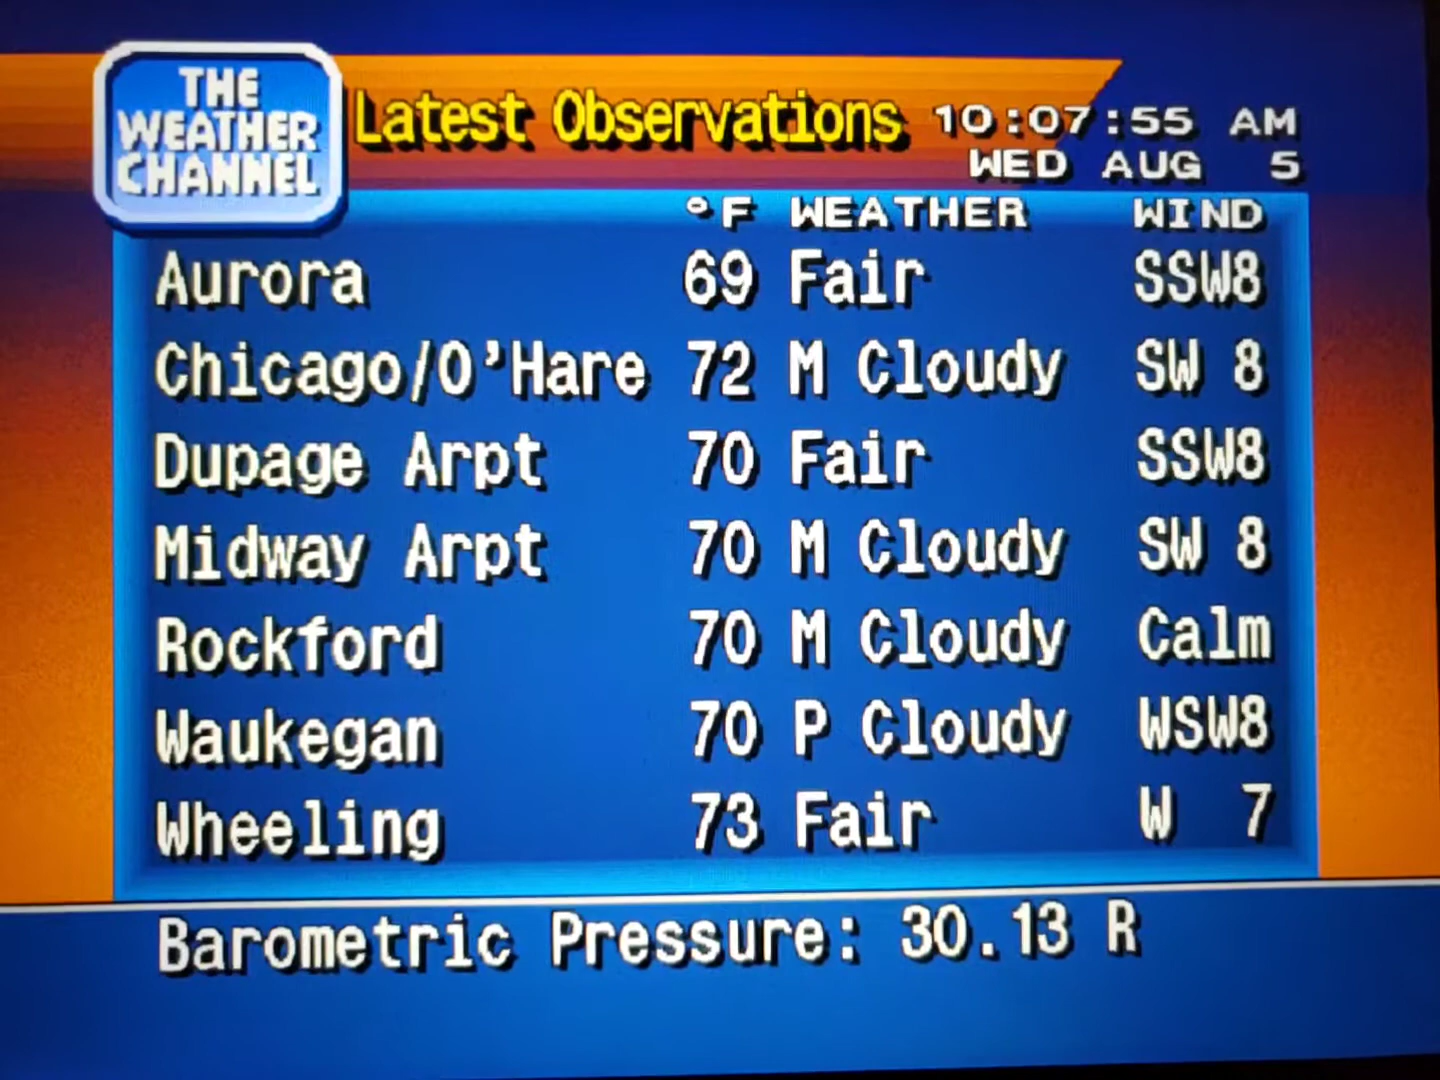 THE
WEATHER
CHANNEL
Latest Observations
10:07:55 AM
WED AUG 5
°F WEATHER WIND
Aurora 69 Fair SSW8
Chicago/O'Hare 72 M Cloudy SW 8
Dupage Arpt 70 Fair SSW8
Midway Arpt 70 M Cloudy SW 8
Rockford 70 M Cloudy Calm
Waukegan 70 P Cloudy WSW8
Wheeling 73 Fair W 7
Barometric Pressure: 30.13 R